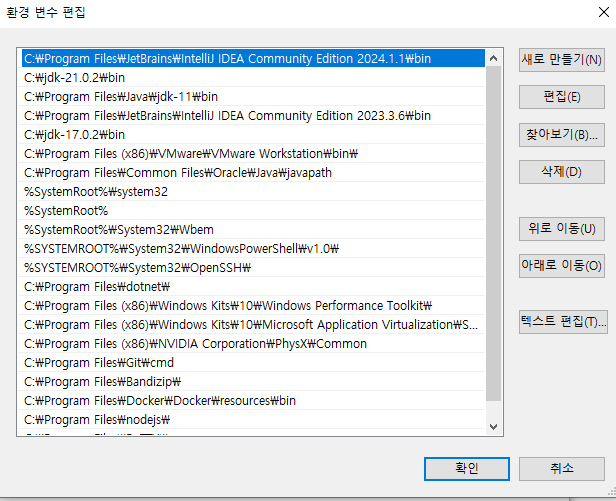 환경 변수 편집
C:₩Program Files₩JetBrains₩IntelliJ IDEA Community Edition 2024.1.1₩bin
새로 만들기(N)
C:₩jdk-21.0.2₩bin
C:₩Program Files₩Java₩jdk-11₩bin
편집(E)
C:₩Program Files₩JetBrains₩IntelliJ IDEA Community Edition 2023.3.6₩bin
C:₩jdk-17.0.2₩bin
찾아보기(B)...
C:₩Program Files (x86)₩VMware₩VMware Workstation₩bin₩
C:₩Program Files₩Common Files₩Oracle₩Java₩javapath
삭제(D)
%SystemRoot%₩system32
%SystemRoot%
%SystemRoot%₩System32₩Wbem
위로 이동(U)
%SYSTEMROOT%₩System32₩WindowsPowerShell₩v1.0₩
%SYSTEMROOT%₩System32₩OpenSSH₩
아래로 이동(O)
C:₩Program Files₩dotnet₩
C:₩Program Files (x86)₩Windows Kits₩10₩Windows Performance Toolkit₩
C:₩Program Files (x86)₩Windows Kits₩10₩Microsoft Application Virtualization₩S...
텍스트 편집(T)...
C:₩Program Files (x86)₩NVIDIA Corporation₩PhysX₩Common
C:₩Program Files₩Git₩cmd
C:₩Program Files₩Bandizip₩
C:₩Program Files₩Docker₩Docker₩resources₩bin
C:₩Program Files₩nodejs₩
확인
취소